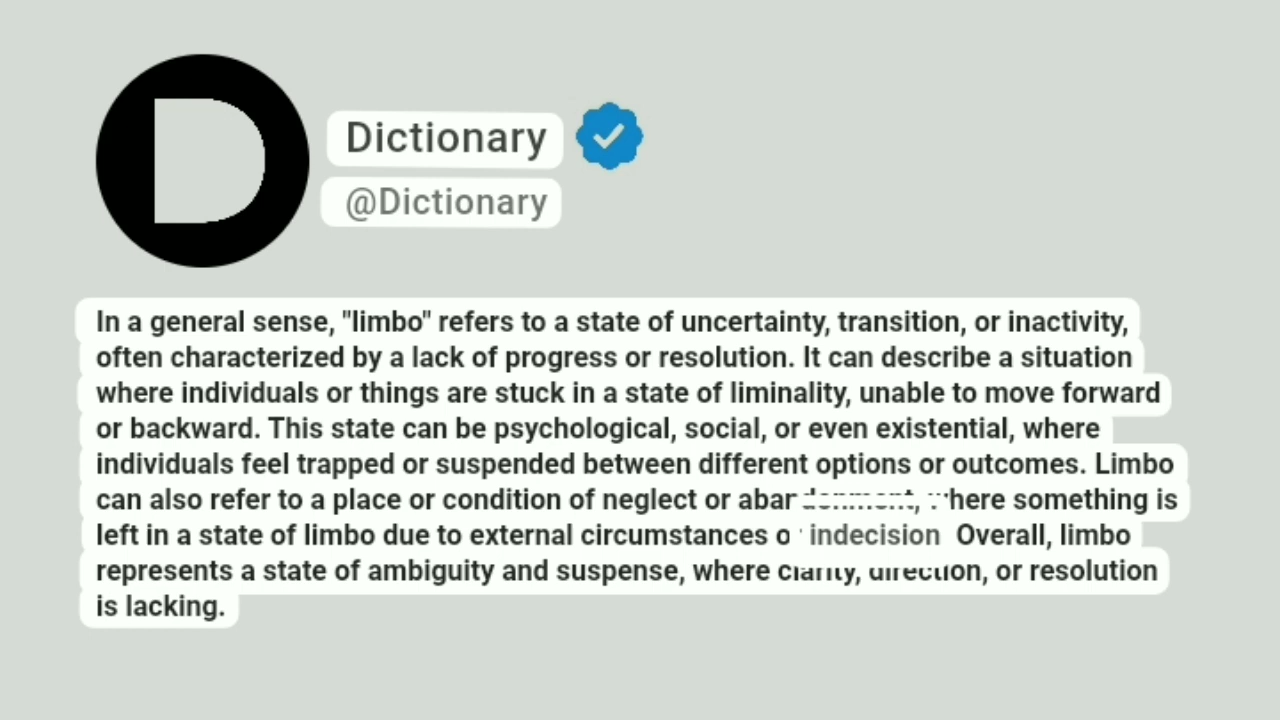 D
Dictionary
@Dictionary
In a general sense, "limbo" refers to a state of uncertainty, transition, or inactivity,
often characterized by a lack of progress or resolution. It can describe a situation
where individuals or things are stuck in a state of liminality, unable to move forward
or backward. This state can be psychological, social, or even existential, where
individuals feel trapped or suspended between different options or outcomes. Limbo
can also refer to a place or condition of neglect or abandonment, where something is
left in a state of limbo due to external circumstances or indecision Overall, limbo
represents a state of ambiguity and suspense, where clarity, direction, or resolution
is lacking.